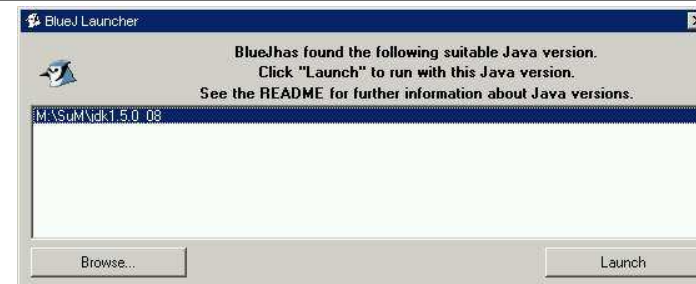 BlueJ Launcher
BlueJhas found the following suitable Java version.
Click "Launch" to run with this Java version.
See the README for further information about Java versions.
M:\SuM\jdk1.5.0_08
Browse...
Launch